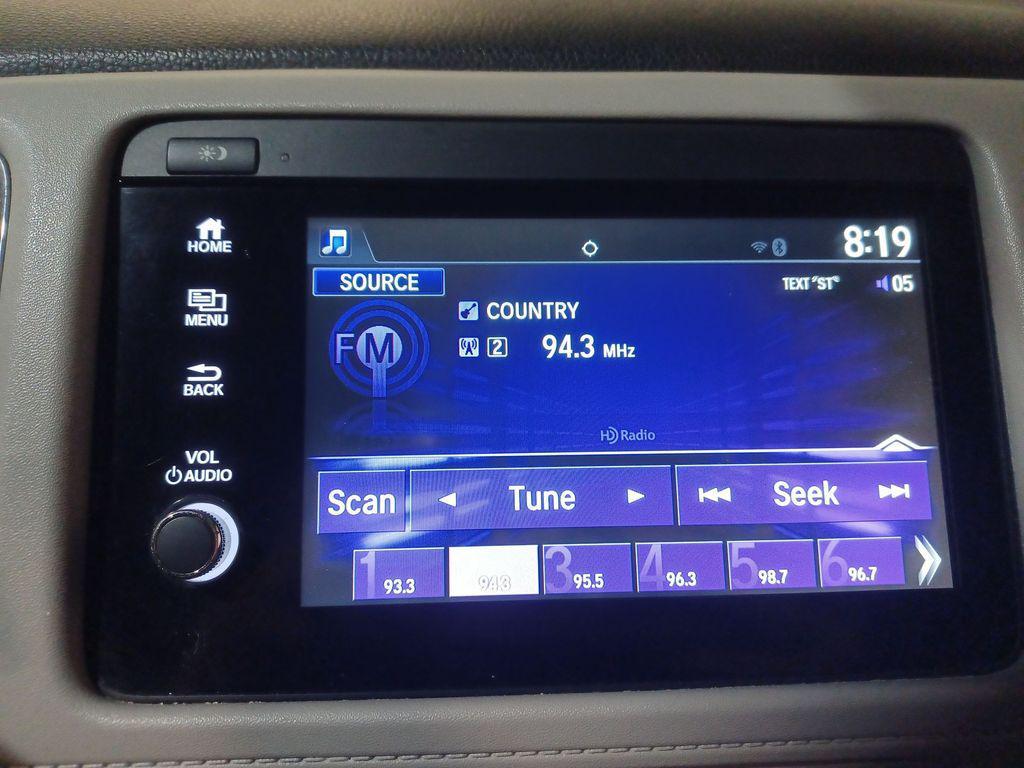 HOME
MENU
BACK
VOL
AUDIO
8:19
SOURCE
TEXT "ST" 05
COUNTRY
FM 2 94.3 MHz
HD Radio
Scan Tune Seek
1 93.3 94.3 3 95.5 4 96.3 5 98.7 6 96.7